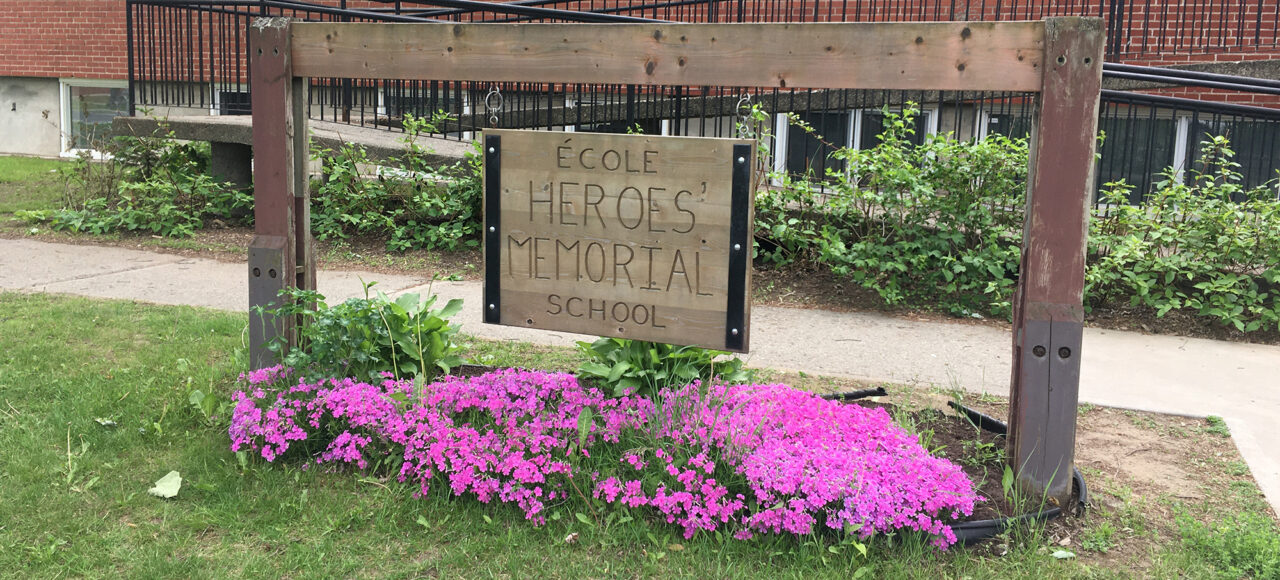 ÉCOLE
HEROES'
MEMORIAL
SCHOOL